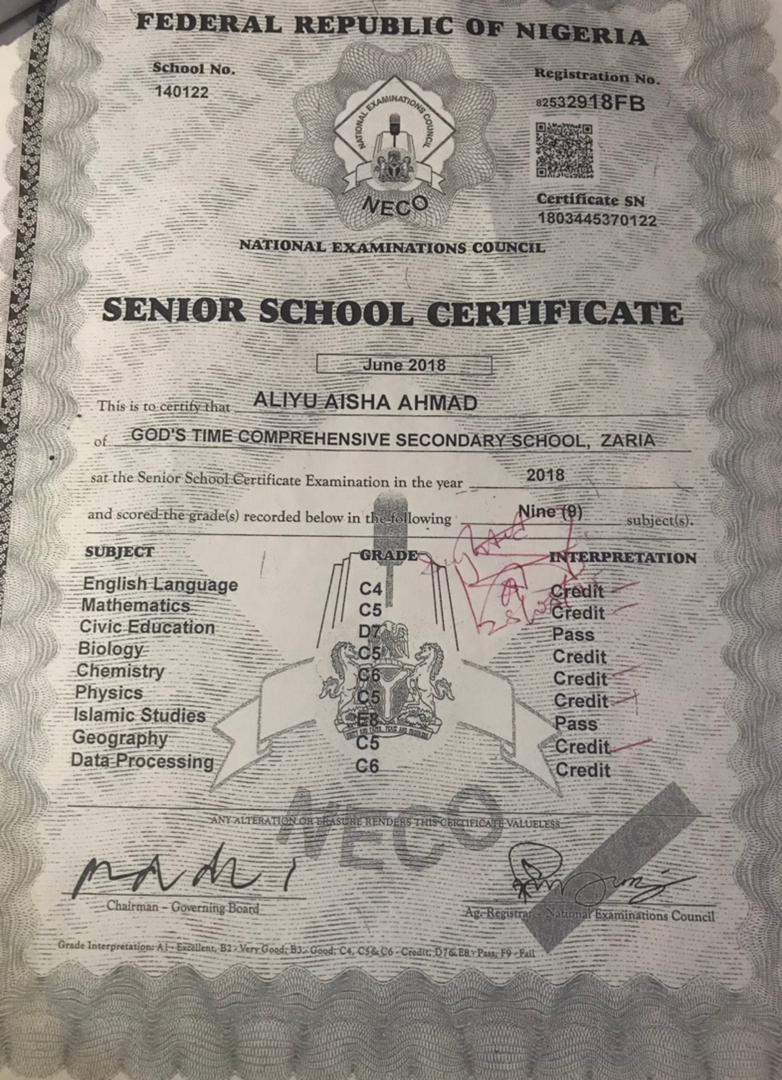 FEDERAL REPUBLIC OF NIGERIA
School No.
140122
Registration No.
82532918FB
NATIONAL EXAMINATIONS COUNCIL
NECO
Certificate SN
1803445370122
NATIONAL EXAMINATIONS COUNCIL
SENIOR SCHOOL CERTIFICATE
June 2018
This is to certify that ALIYU AISHA AHMAD
of GOD'S TIME COMPREHENSIVE SECONDARY SCHOOL, ZARIA
sat the Senior School Certificate Examination in the year 2018
and scored the grade(s) recorded below in the following Nine (9) subject(s).
SUBJECT GRADE INTERPRETATION
English Language C4 Credit
Mathematics C5 Credit
Civic Education D7 Pass
Biology C5 Credit
Chemistry C6 Credit
Physics C5 Credit
Islamic Studies E8 Pass
Geography C5 Credit
Data Processing C6 Credit
NECO
ANY ALTERATION OR ERASURE RENDERS THIS CERTIFICATE VALUELESS
Chairman - Governing Board
Ag. Registrar - National Examinations Council
Grade Interpretation: A1 - Excellent, B2 - Very Good; B3 - Good; C4, C5 & C6 - Credit; D7 & E8 - Pass; F9 - Fail